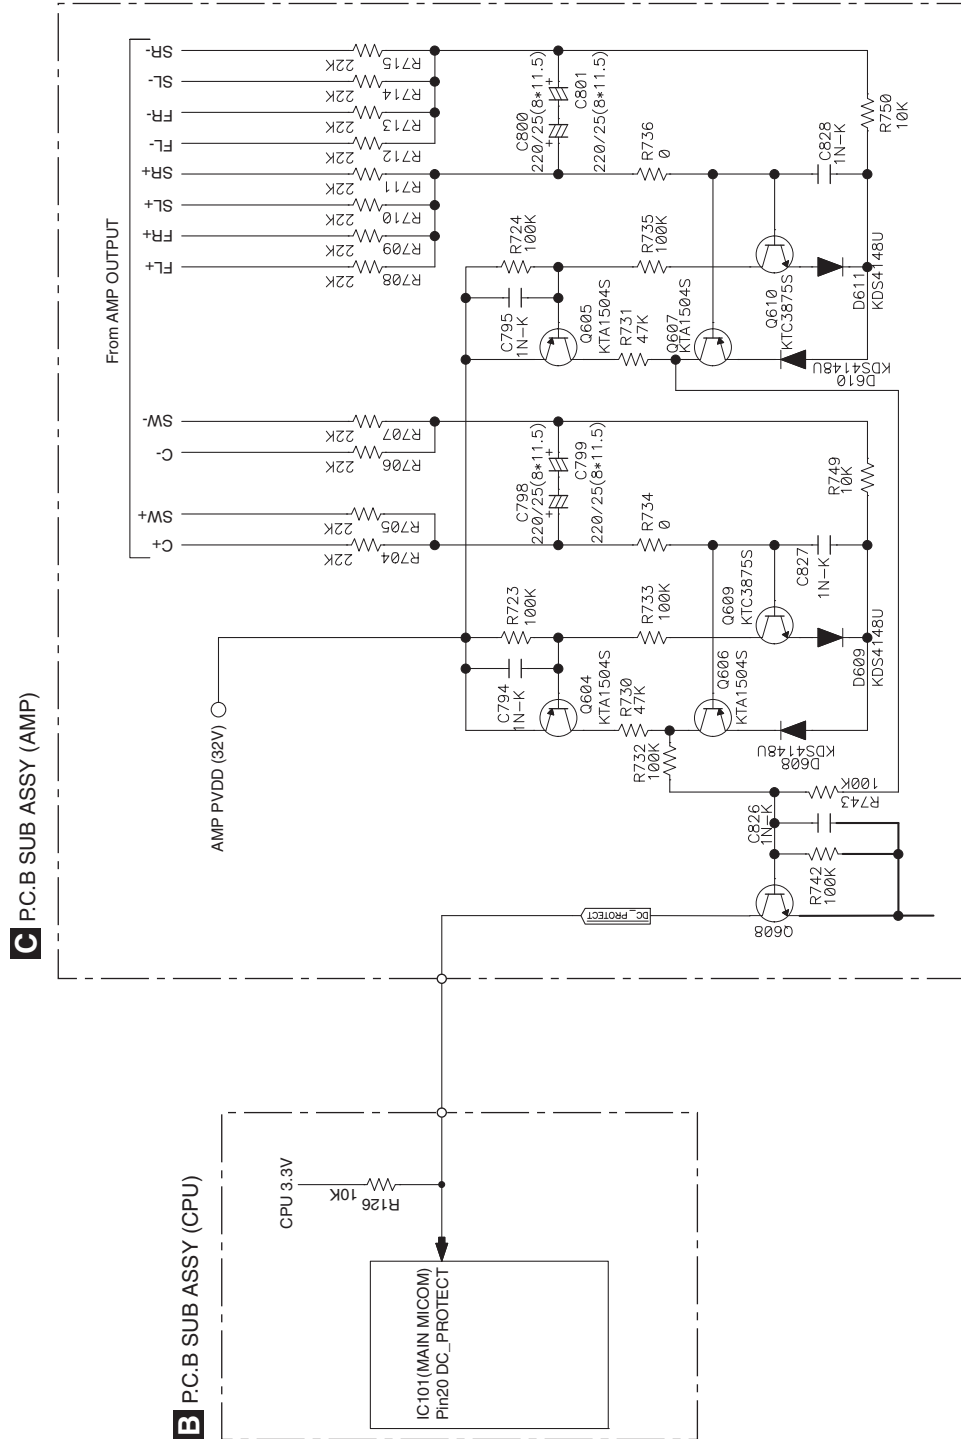 C P.C.B SUB ASSY (AMP)
From AMP OUTPUT
SR-
SL-
FR-
FL-
SR+
SL+
FR+
FL+
SW-
C-
SW+
C+
22K
R715
22K
R714
22K
R713
22K
R712
22K
R711
22K
R710
22K
R709
22K
R708
22K
R707
22K
R706
22K
R705
22K
R704
C800
220/25(8*11.5)
C801
220/25(8*11.5)
R736
0
C828
1N-K
R750
10K
R724
100K
R735
100K
C795
1N-K
Q605
KTA1504S
R731
47K
Q607
KTA1504S
Q610
KTC3875S
D611
KDS4148U
D610
KDS4148U
C798
220/25(8*11.5)
C799
220/25(8*11.5)
R734
0
R749
10K
R723
100K
R733
100K
Q609
KTC3875S
C827
1N-K
C794
1N-K
Q604
KTA1504S
R730
47K
Q606
KTA1504S
D609
KDS4148U
D608
KDS4148U
R732
100K
AMP PVDD (32V)
R743
100K
C826
1N-K
R742
100K
Q608
DC_PROTECT
B P.C.B SUB ASSY (CPU)
CPU 3.3V
10K
R126
IC101(MAIN MICOM)
Pin20 DC_PROTECT